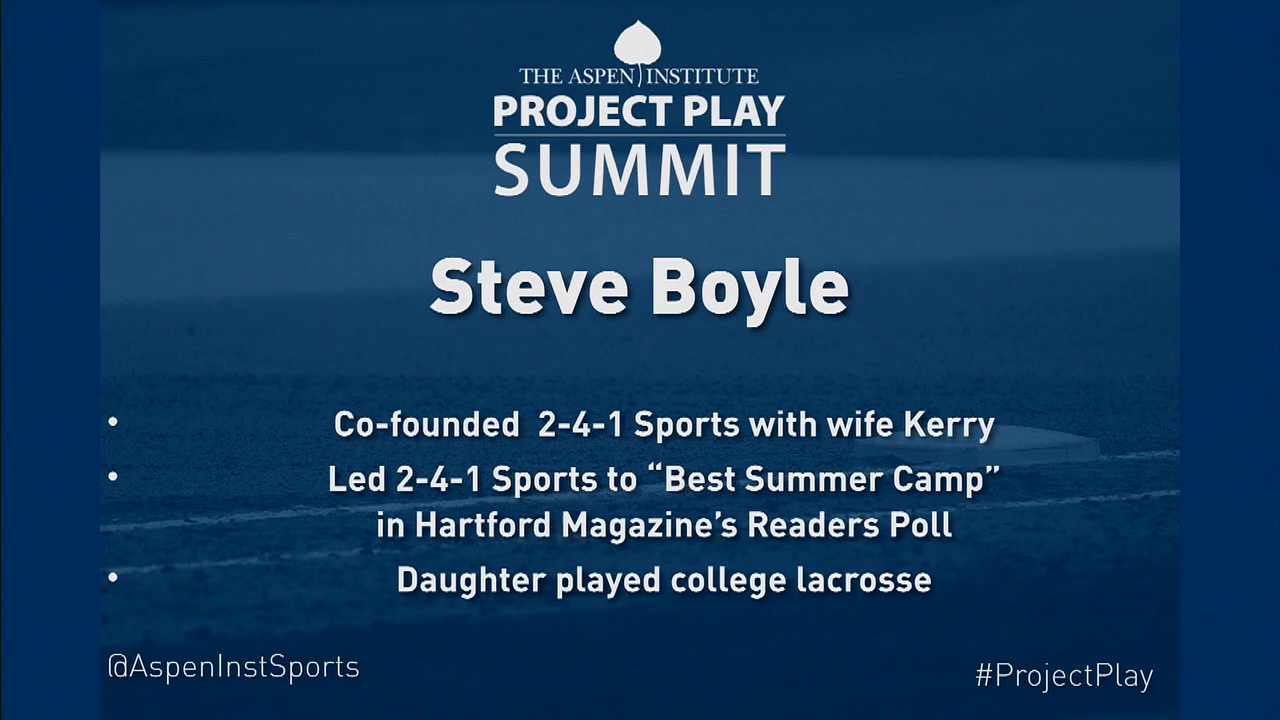 THE ASPEN INSTITUTE
PROJECT PLAY
SUMMIT
Steve Boyle
• Co-founded 2-4-1 Sports with wife Kerry
• Led 2-4-1 Sports to “Best Summer Camp”
in Hartford Magazine’s Readers Poll
• Daughter played college lacrosse
@AspenInstSports
#ProjectPlay